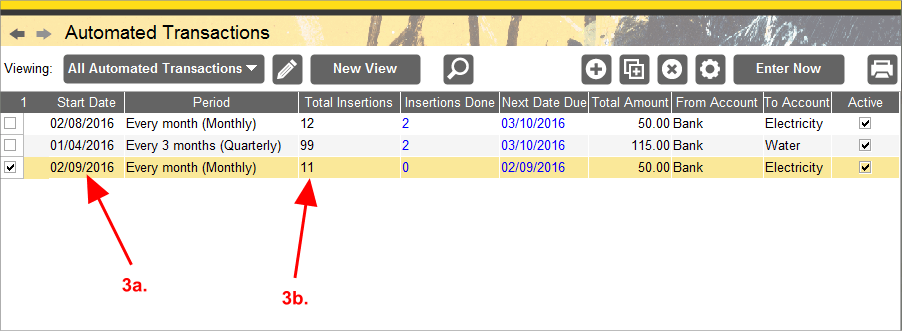 Automated Transactions
Viewing: All Automated Transactions New View Enter Now
1 Start Date Period Total Insertions Insertions Done Next Date Due Total Amount From Account To Account Active
02/08/2016 Every month (Monthly) 12 2 03/10/2016 50.00 Bank Electricity
01/04/2016 Every 3 months (Quarterly) 99 2 03/10/2016 115.00 Bank Water
02/09/2016 Every month (Monthly) 11 0 02/09/2016 50.00 Bank Electricity
3a. 3b.